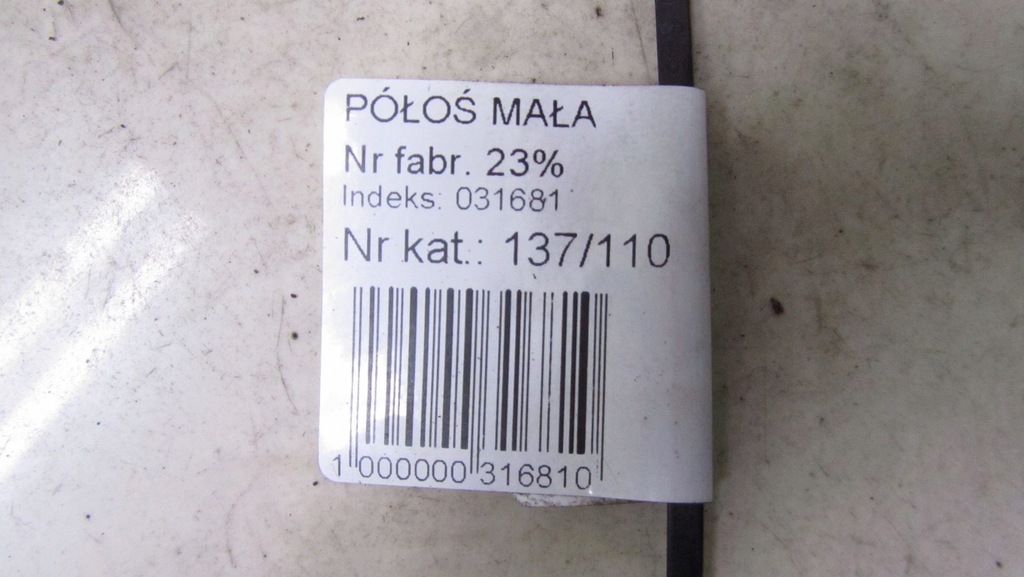 PÓŁOŚ MAŁA
Nr fabr. 23%
Indeks: 031681
Nr kat.: 137/110
1 000000 316810